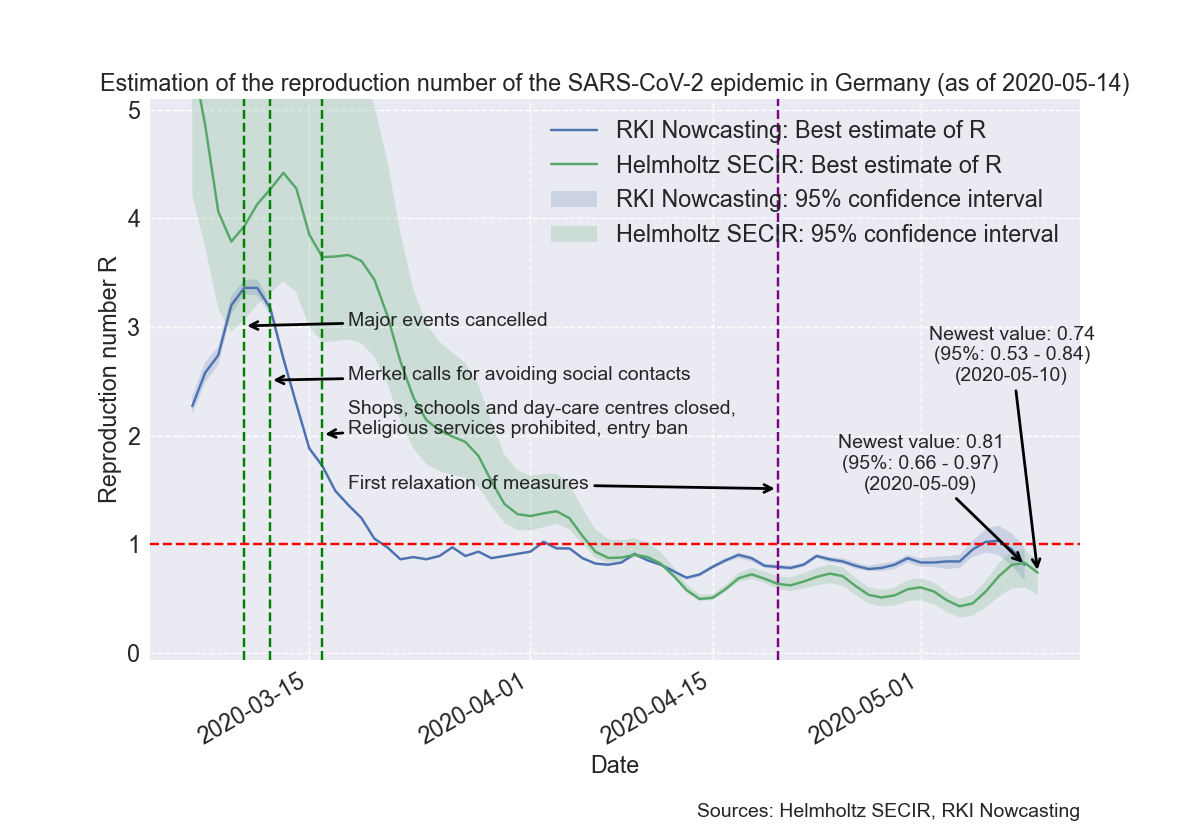 Estimation of the reproduction number of the SARS-CoV-2 epidemic in Germany (as of 2020-05-14)
5
4
3
2
1
0
Reproduction number R
RKI Nowcasting: Best estimate of R
Helmholtz SECIR: Best estimate of R
RKI Nowcasting: 95% confidence interval
Helmholtz SECIR: 95% confidence interval
Major events cancelled
Merkel calls for avoiding social contacts
Shops, schools and day-care centres closed,
Religious services prohibited, entry ban
First relaxation of measures
Newest value: 0.74
(95%: 0.53 - 0.84)
(2020-05-10)
Newest value: 0.81
(95%: 0.66 - 0.97)
(2020-05-09)
2020-03-15
2020-04-01
2020-04-15
2020-05-01
Date
Sources: Helmholtz SECIR, RKI Nowcasting